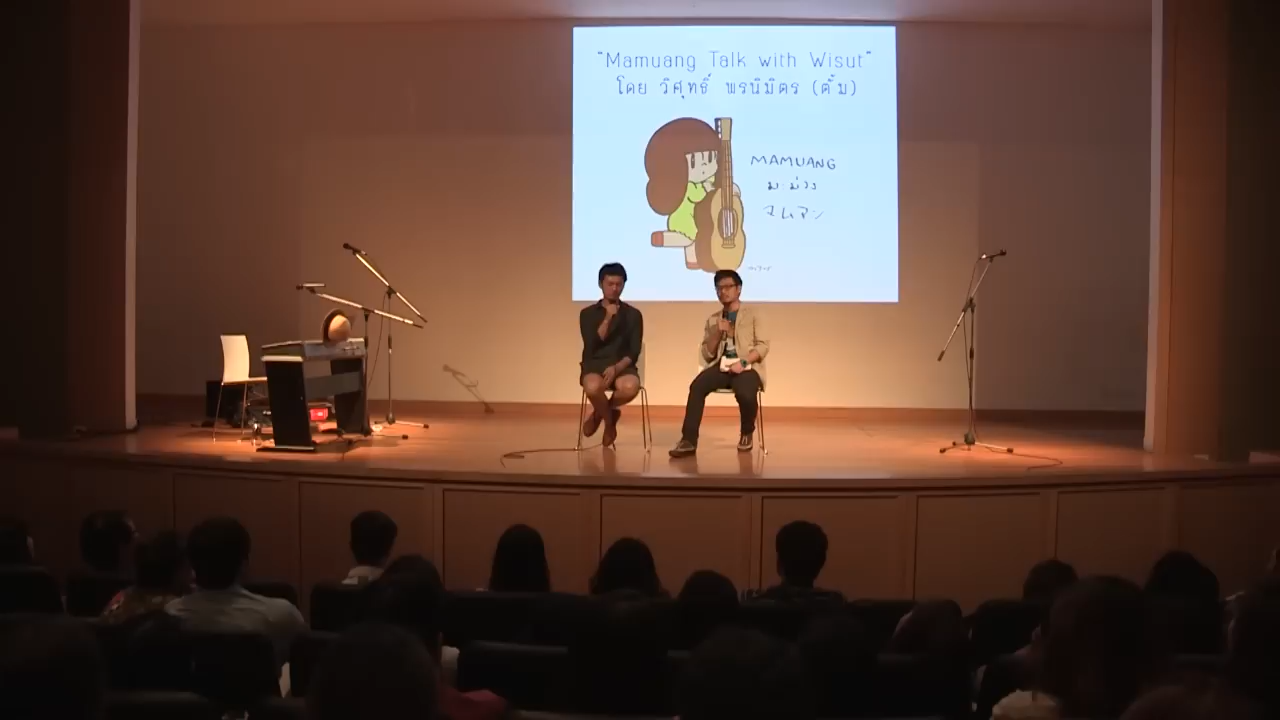 "Mamuang Talk with Wisut"
โดย วิศุทธิ์ พรนิมิตร (ตั้ม)
MAMUANG
มะม่วง